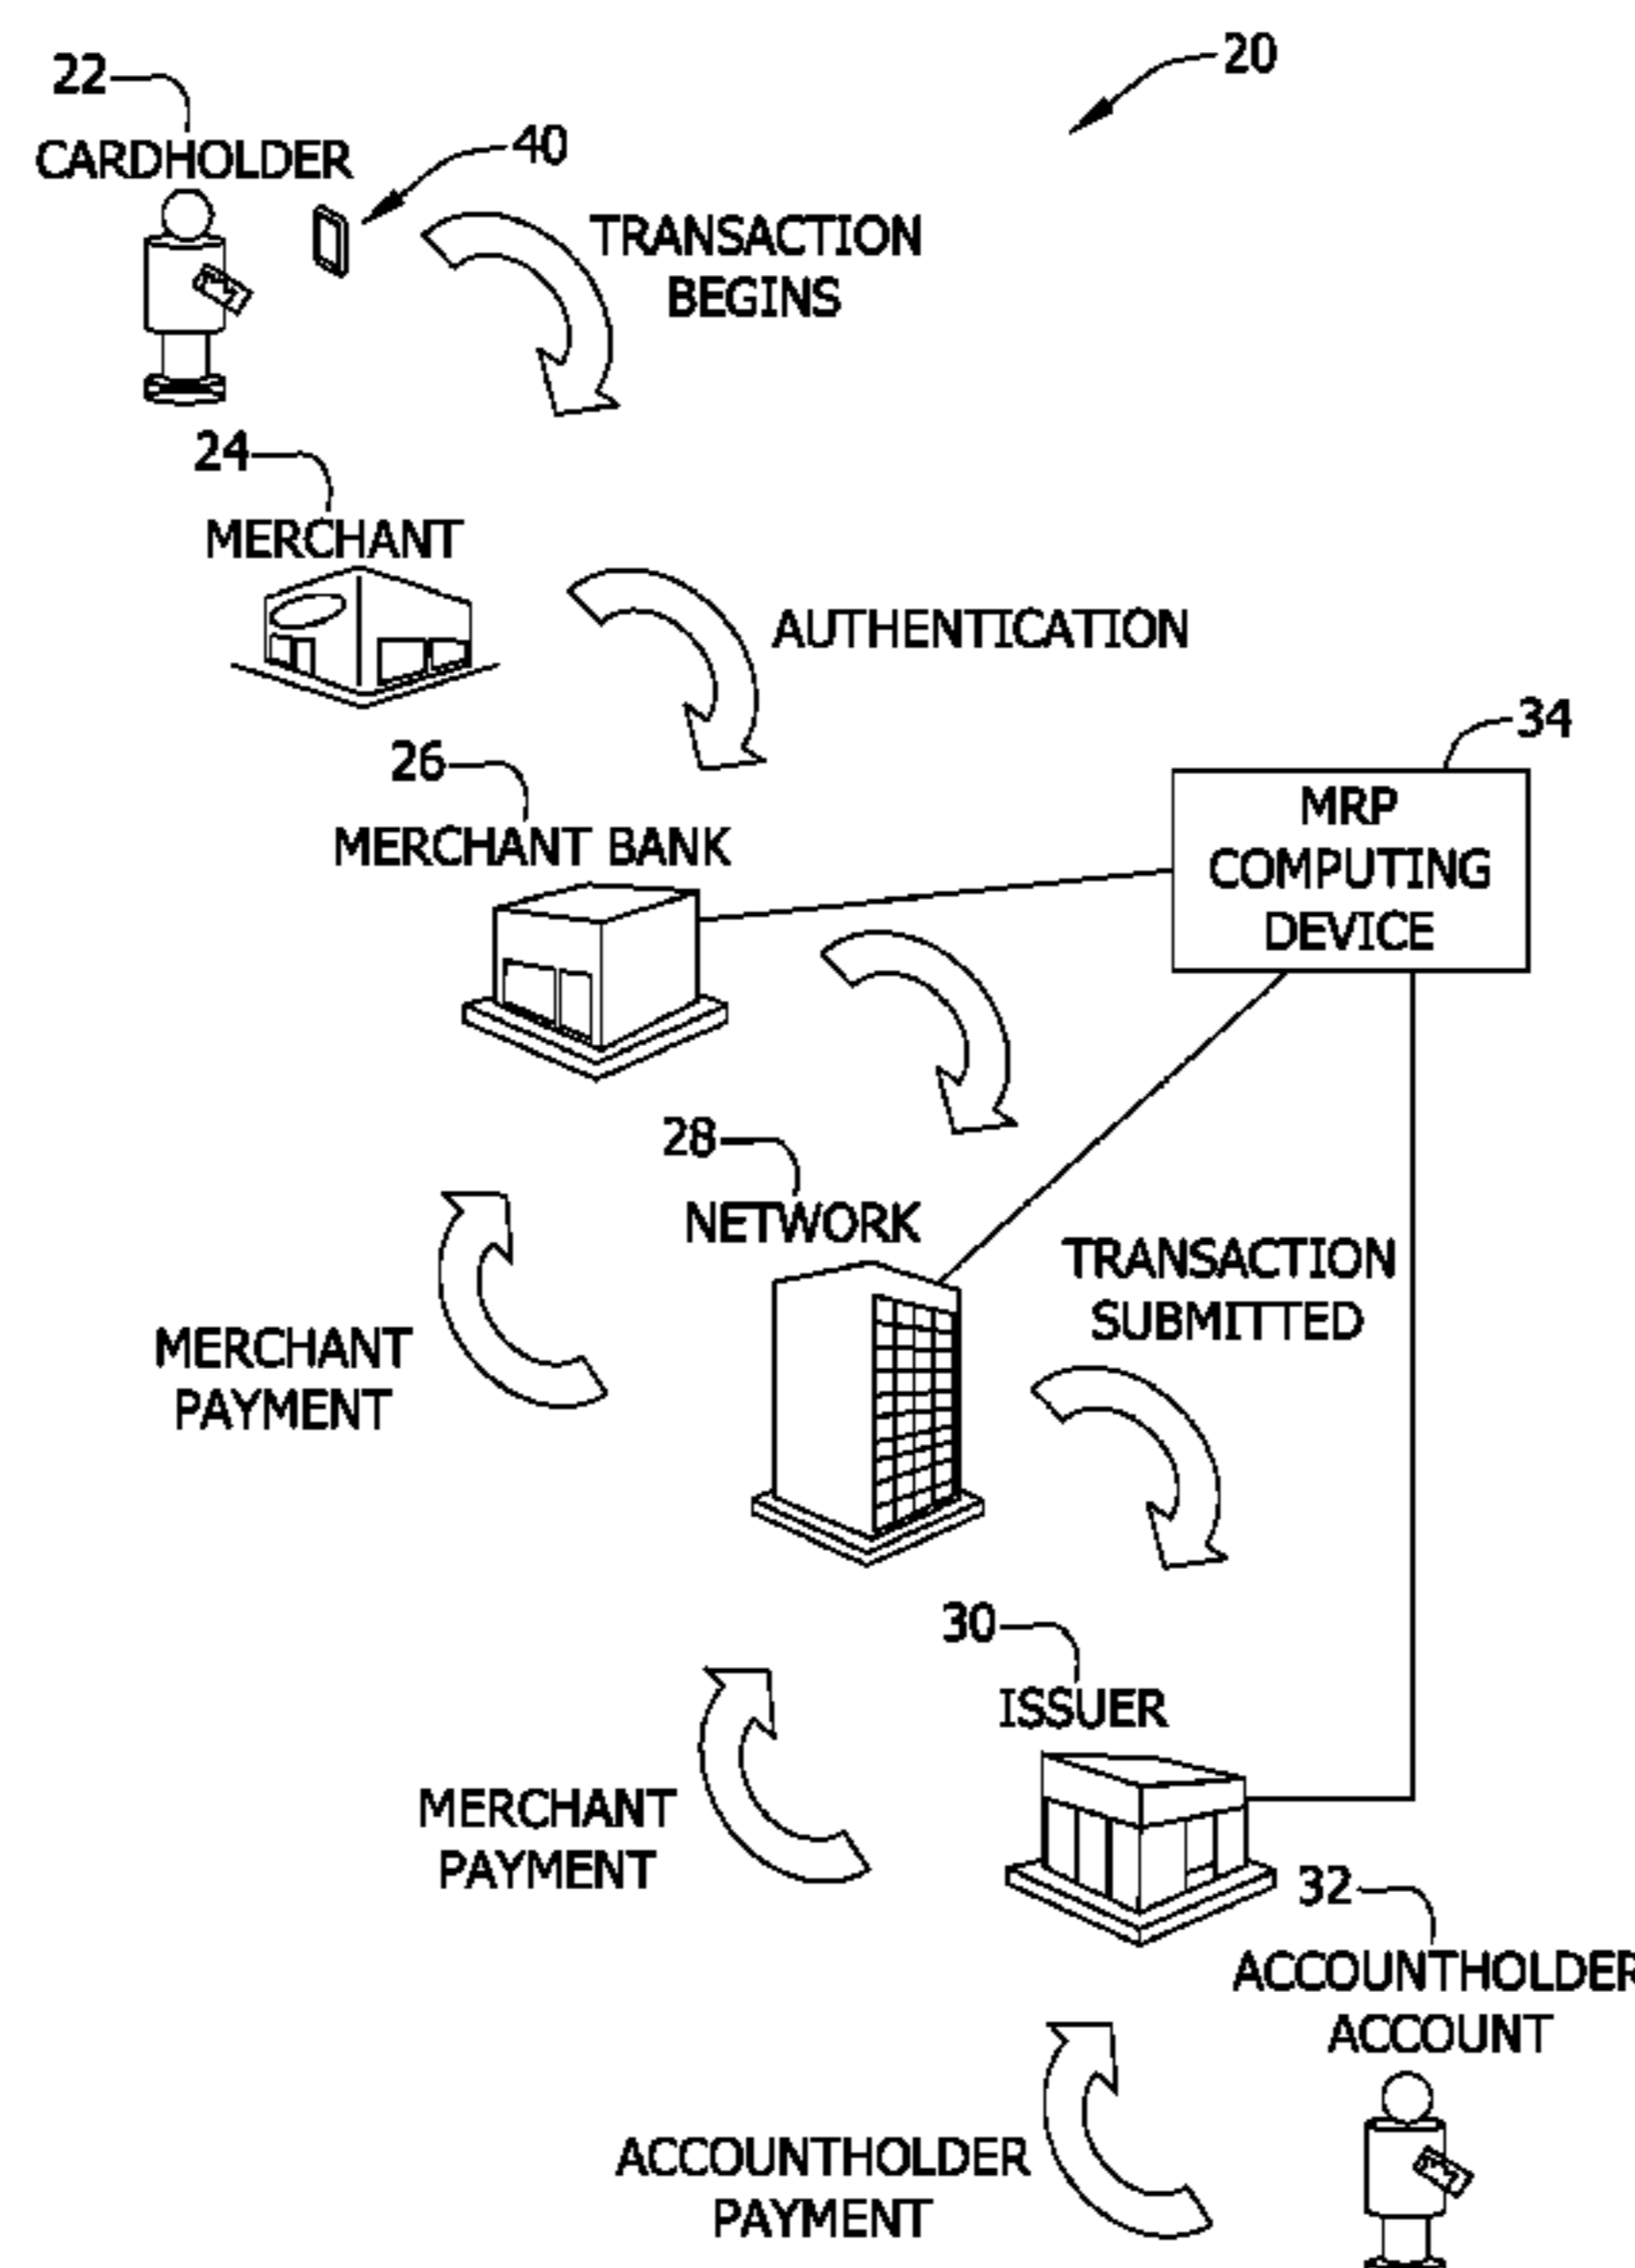 20
22
CARDHOLDER
40
TRANSACTION
BEGINS
24
MERCHANT
AUTHENTICATION
34
MRP
COMPUTING
DEVICE
26
MERCHANT BANK
28
NETWORK
TRANSACTION
SUBMITTED
MERCHANT
PAYMENT
30
ISSUER
MERCHANT
PAYMENT
32
ACCOUNTHOLDER
ACCOUNT
ACCOUNTHOLDER
PAYMENT